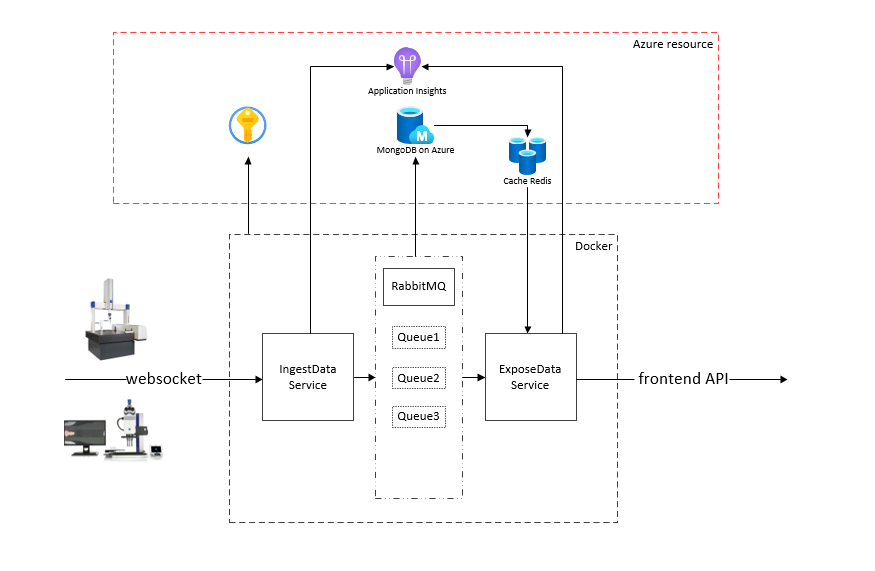 Azure resource
Application Insights
MongoDB on Azure
M
Cache Redis
Docker
RabbitMQ
Queue1
IngestData
Service
ExposeData
Service
websocket
Queue2
frontend API
Queue3